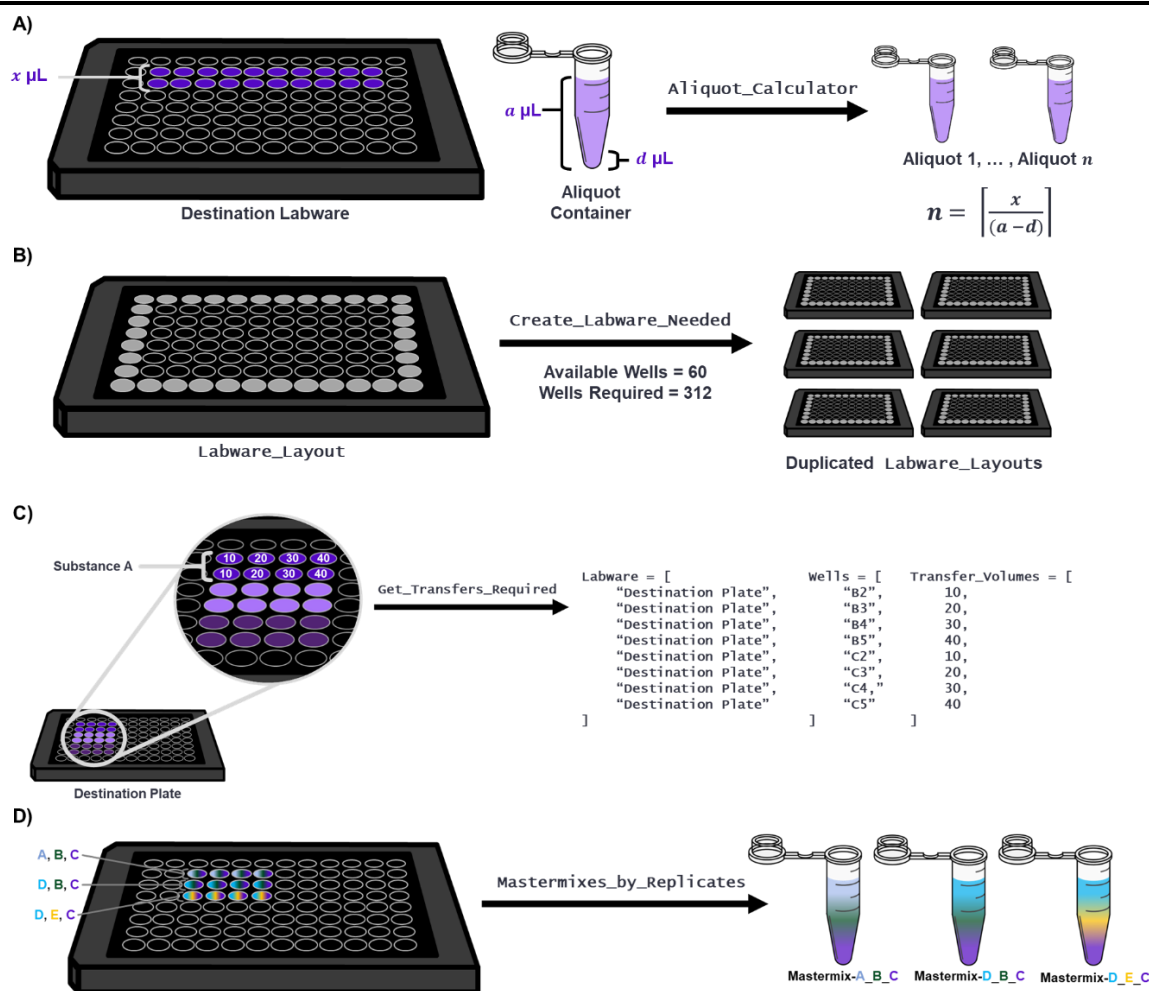 A)
x µL
a µL
d µL
Destination Labware
Aliquot
Container
Aliquot_Calculator
Aliquot 1, ... , Aliquot n
n = ⌈x / (a – d)⌉
B)
Labware_Layout
Create_Labware_Needed
Available Wells = 60
Wells Required = 312
Duplicated Labware_Layouts
C)
Substance A
10 20 30 40
10 20 30 40
Destination Plate
Get_Transfers_Required
Labware = [ Wells = [ Transfer_Volumes = [
“Destination Plate”, “B2”, 10,
“Destination Plate”, “B3”, 20,
“Destination Plate”, “B4”, 30,
“Destination Plate”, “B5”, 40,
“Destination Plate”, “C2”, 10,
“Destination Plate”, “C3”, 20,
“Destination Plate”, “C4,” 30,
“Destination Plate” “C5” 40
] ] ]
D)
A, B, C
D, B, C
D, E, C
Mastermixes_by_Replicates
Mastermix-A_B_C Mastermix-D_B_C Mastermix-D_E_C